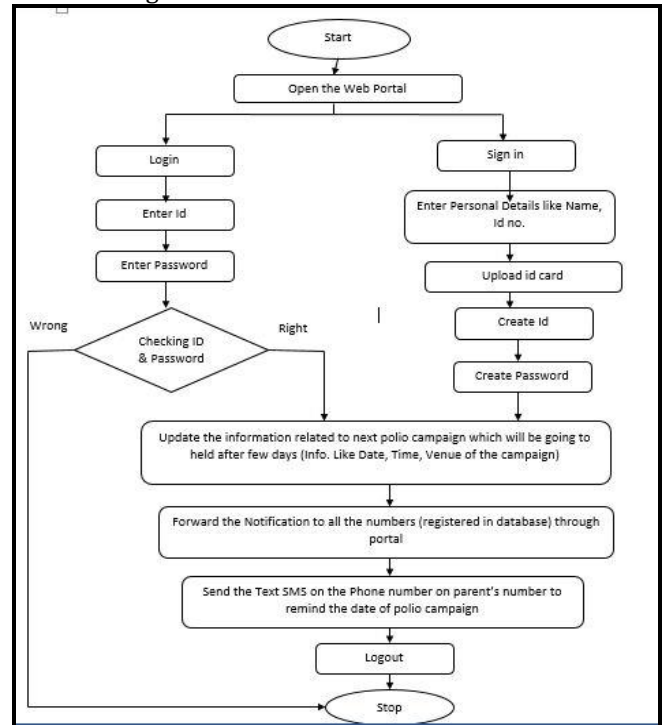 Start
Open the Web Portal
Login
Sign in
Enter Id
Enter Personal Details like Name,
Id no.
Enter Password
Upload id card
Wrong
Checking ID
& Password
Right
Create Id
Create Password
Update the information related to next polio campaign which will be going to
held after few days (Info. Like Date, Time, Venue of the campaign)
Forward the Notification to all the numbers (registered in database) through
portal
Send the Text SMS on the Phone number on parent's number to
remind the date of polio campaign
Logout
Stop